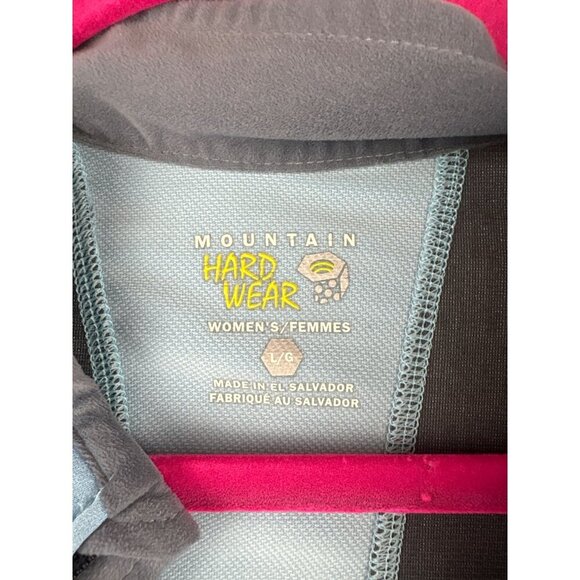 MOUNTAIN
HARD
WEAR
WOMEN'S/FEMMES
L/G
MADE IN EL SALVADOR
FABRIQUÉ AU SALVADOR